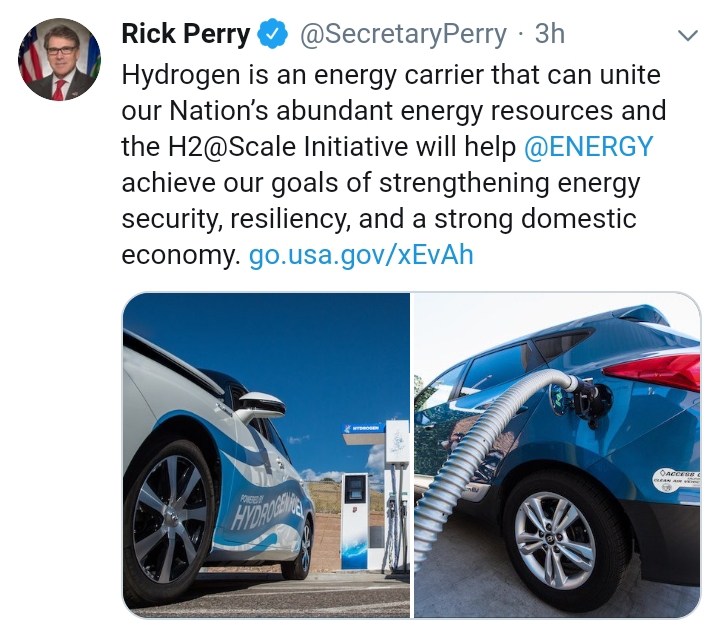 Rick Perry @SecretaryPerry · 3h
Hydrogen is an energy carrier that can unite
our Nation's abundant energy resources and
the H2@Scale Initiative will help @ENERGY
achieve our goals of strengthening energy
security, resiliency, and a strong domestic
economy. go.usa.gov/xEvAh
HYDROGEN
POWERED BY
HYDROGEN FUEL
ACCESS
CLEAN AIR